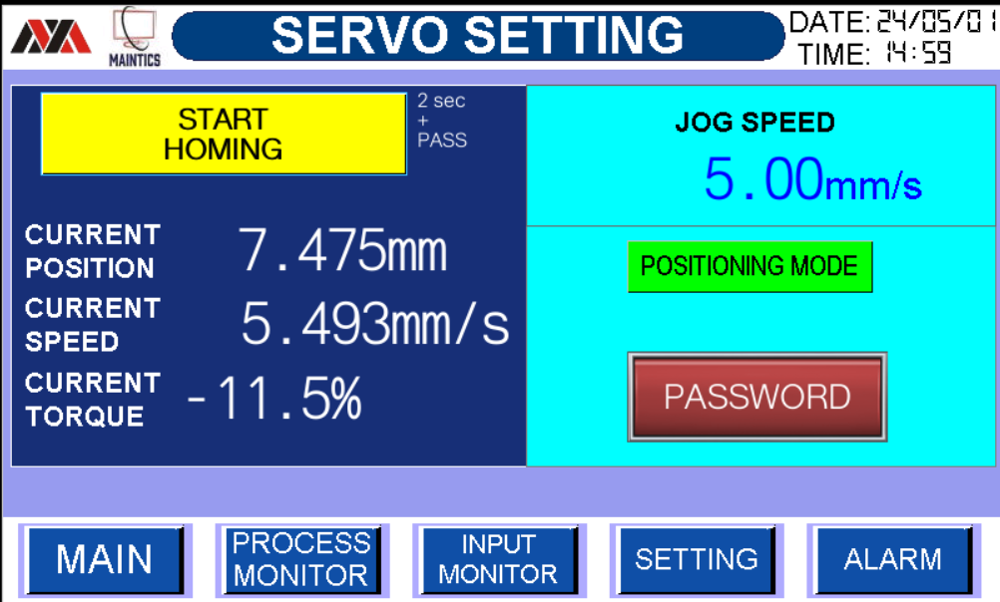 MAINTICS
SERVO SETTING
DATE: 24/05/01
TIME: 14:59
START
HOMING
2 sec
+
PASS
JOG SPEED
5.00mm/s
CURRENT
POSITION
7.475mm
CURRENT
SPEED
5.493mm/s
CURRENT
TORQUE
-11.5%
POSITIONING MODE
PASSWORD
MAIN
PROCESS
MONITOR
INPUT
MONITOR
SETTING
ALARM